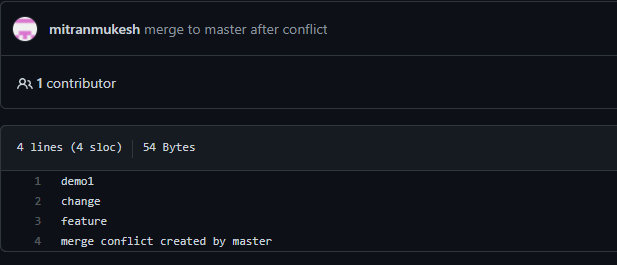 mitranmukesh merge to master after conflict
1 contributor
4 lines (4 sloc) 54 Bytes
1 demo1
2 change
3 feature
4 merge conflict created by master